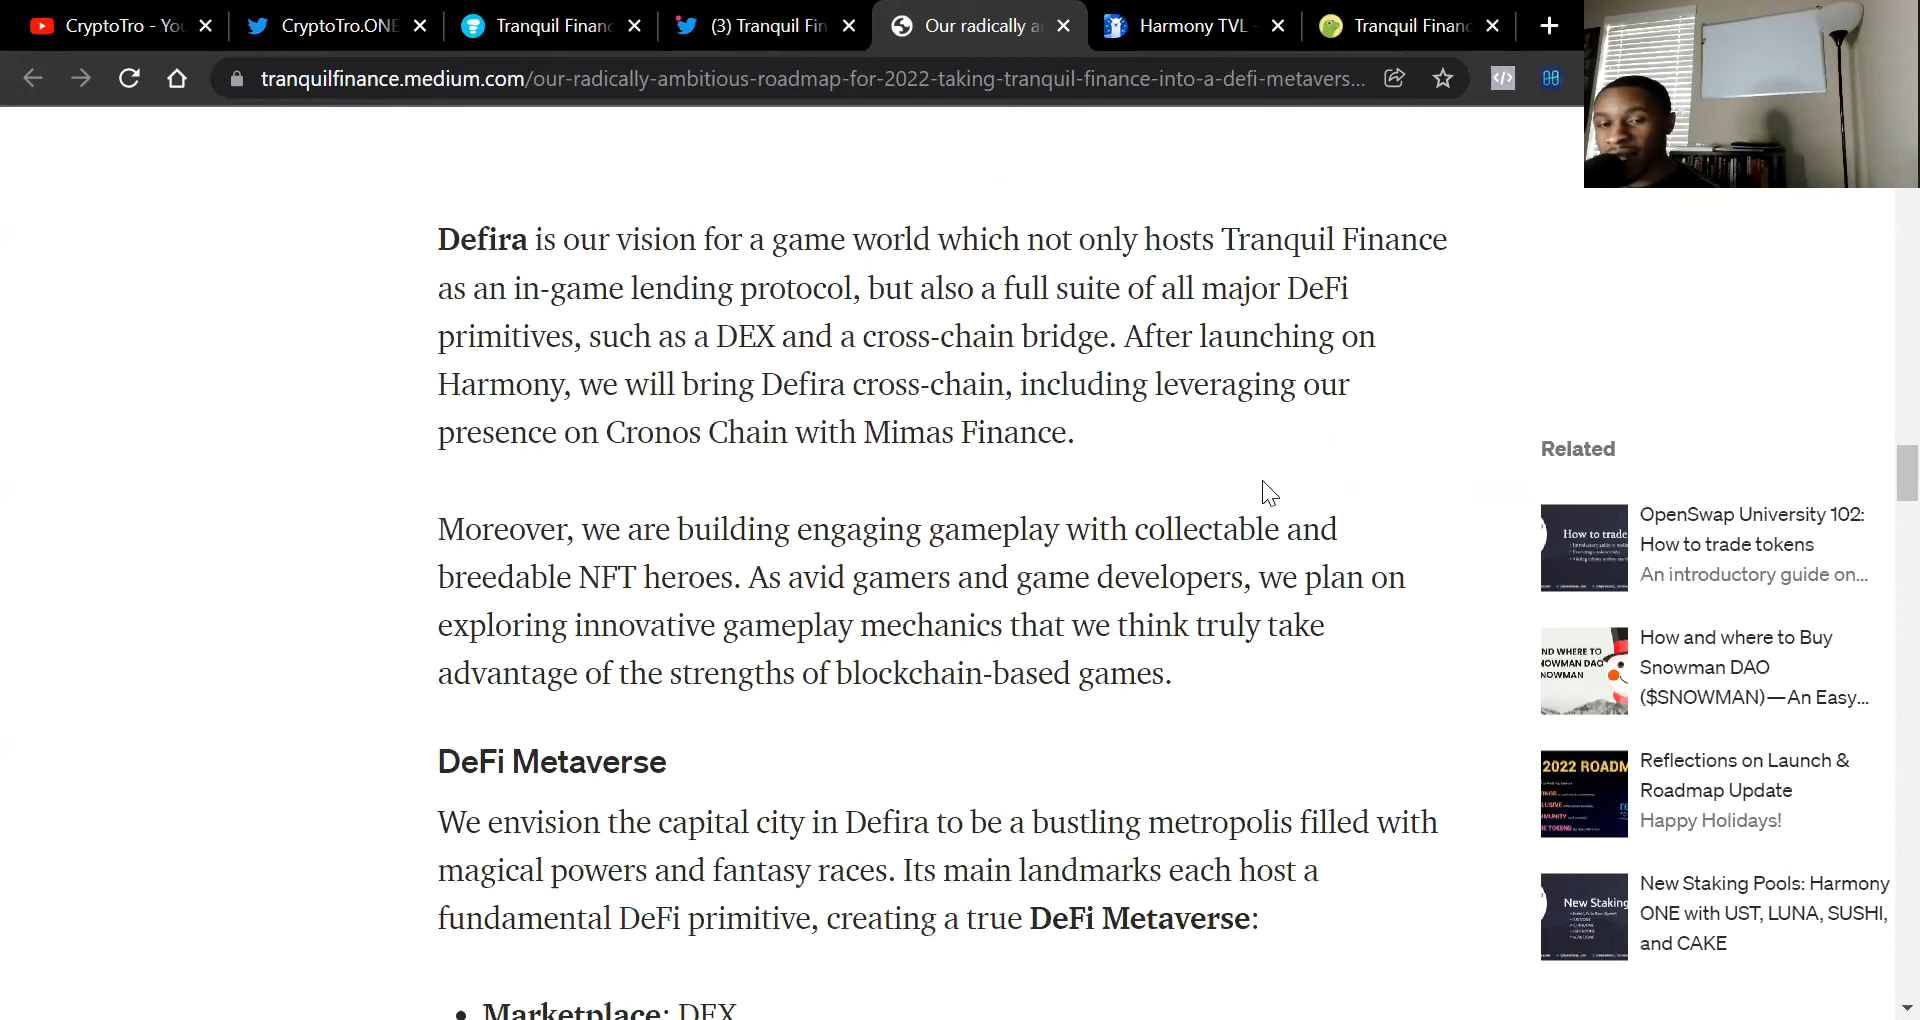 CryptoTro - You
CryptoTro.ONE
Tranquil Financ
(3) Tranquil Fin
Our radically a
Harmony TVL -
Tranquil Financ
tranquilfinance.medium.com/our-radically-ambitious-roadmap-for-2022-taking-tranquil-finance-into-a-defi-metavers...
Defira is our vision for a game world which not only hosts Tranquil Finance
as an in-game lending protocol, but also a full suite of all major DeFi
primitives, such as a DEX and a cross-chain bridge. After launching on
Harmony, we will bring Defira cross-chain, including leveraging our
presence on Cronos Chain with Mimas Finance.
Moreover, we are building engaging gameplay with collectable and
breedable NFT heroes. As avid gamers and game developers, we plan on
exploring innovative gameplay mechanics that we think truly take
advantage of the strengths of blockchain-based games.
DeFi Metaverse
We envision the capital city in Defira to be a bustling metropolis filled with
magical powers and fantasy races. Its main landmarks each host a
fundamental DeFi primitive, creating a true DeFi Metaverse:
• Marketplace: DEX
Related
How to trade
OpenSwap University 102:
How to trade tokens
An introductory guide on...
ND WHERE TO
NOWMAN DAO
NOWMAN
How and where to Buy
Snowman DAO
($SNOWMAN)—An Easy...
2022 ROADM
Reflections on Launch &
Roadmap Update
Happy Holidays!
New Staking
New Staking Pools: Harmony
ONE with UST, LUNA, SUSHI,
and CAKE